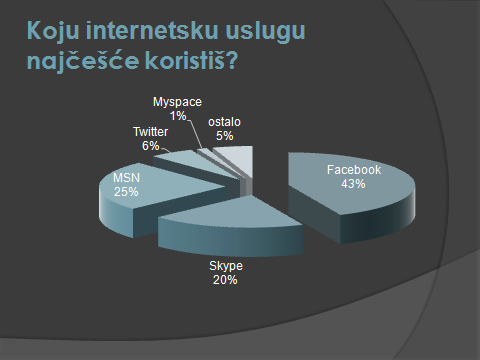 Koju internetsku uslugu
najčešće koristiš?
Myspace
1%
ostalo
5%
Twitter
6%
Facebook
43%
MSN
25%
Skype
20%